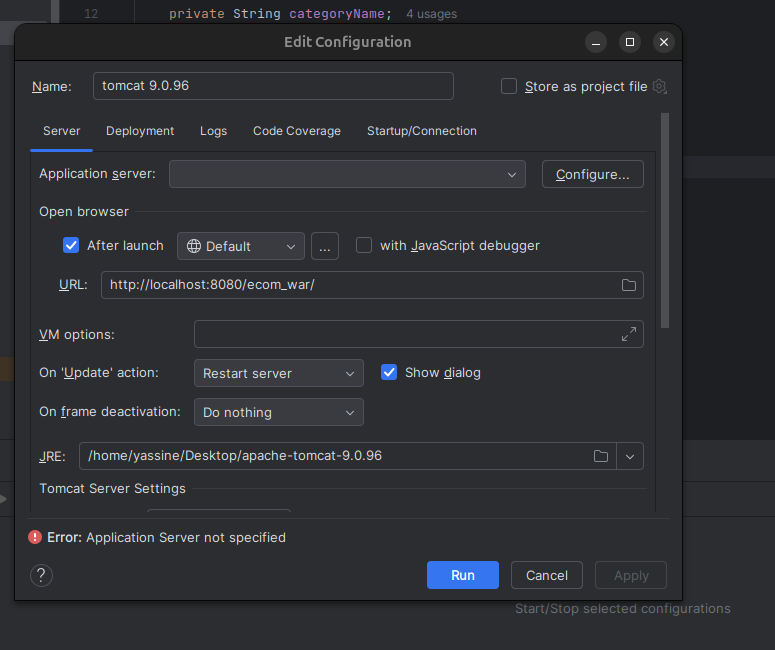 12 private String categoryName; 4 usages
Edit Configuration
Name: tomcat 9.0.96 Store as project file
Server Deployment Logs Code Coverage Startup/Connection
Application server: Configure...
Open browser
After launch Default ... with JavaScript debugger
URL: http://localhost:8080/ecom_war/
VM options:
On 'Update' action: Restart server Show dialog
On frame deactivation: Do nothing
JRE: /home/yassine/Desktop/apache-tomcat-9.0.96
Tomcat Server Settings
Error: Application Server not specified
? Run Cancel Apply
Start/Stop selected configurations